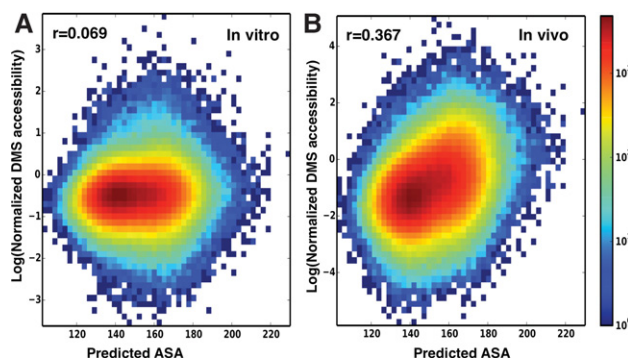 A
r=0.069
In vitro
Log(Normalized DMS accessibility)
3
2
1
0
−1
−2
−3
120
140
160
180
200
220
Predicted ASA
B
r=0.367
In vivo
Log(Normalized DMS accessibility)
4
2
0
−2
−4
120
140
160
180
200
220
Predicted ASA